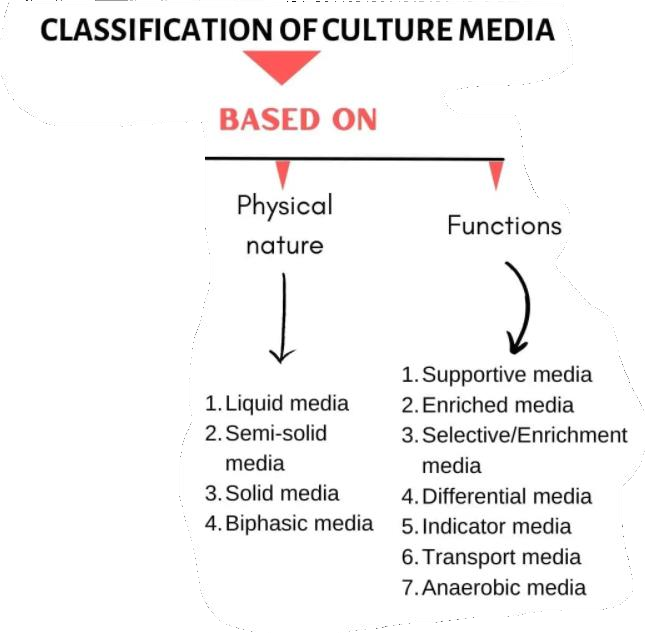 CLASSIFICATION OF CULTURE MEDIA
BASED ON
Physical
nature
1. Liquid media
2. Semi-solid
media
3. Solid media
4. Biphasic media
Functions
1. Supportive media
2. Enriched media
3. Selective/Enrichment
media
4. Differential media
5. Indicator media
6. Transport media
7. Anaerobic media